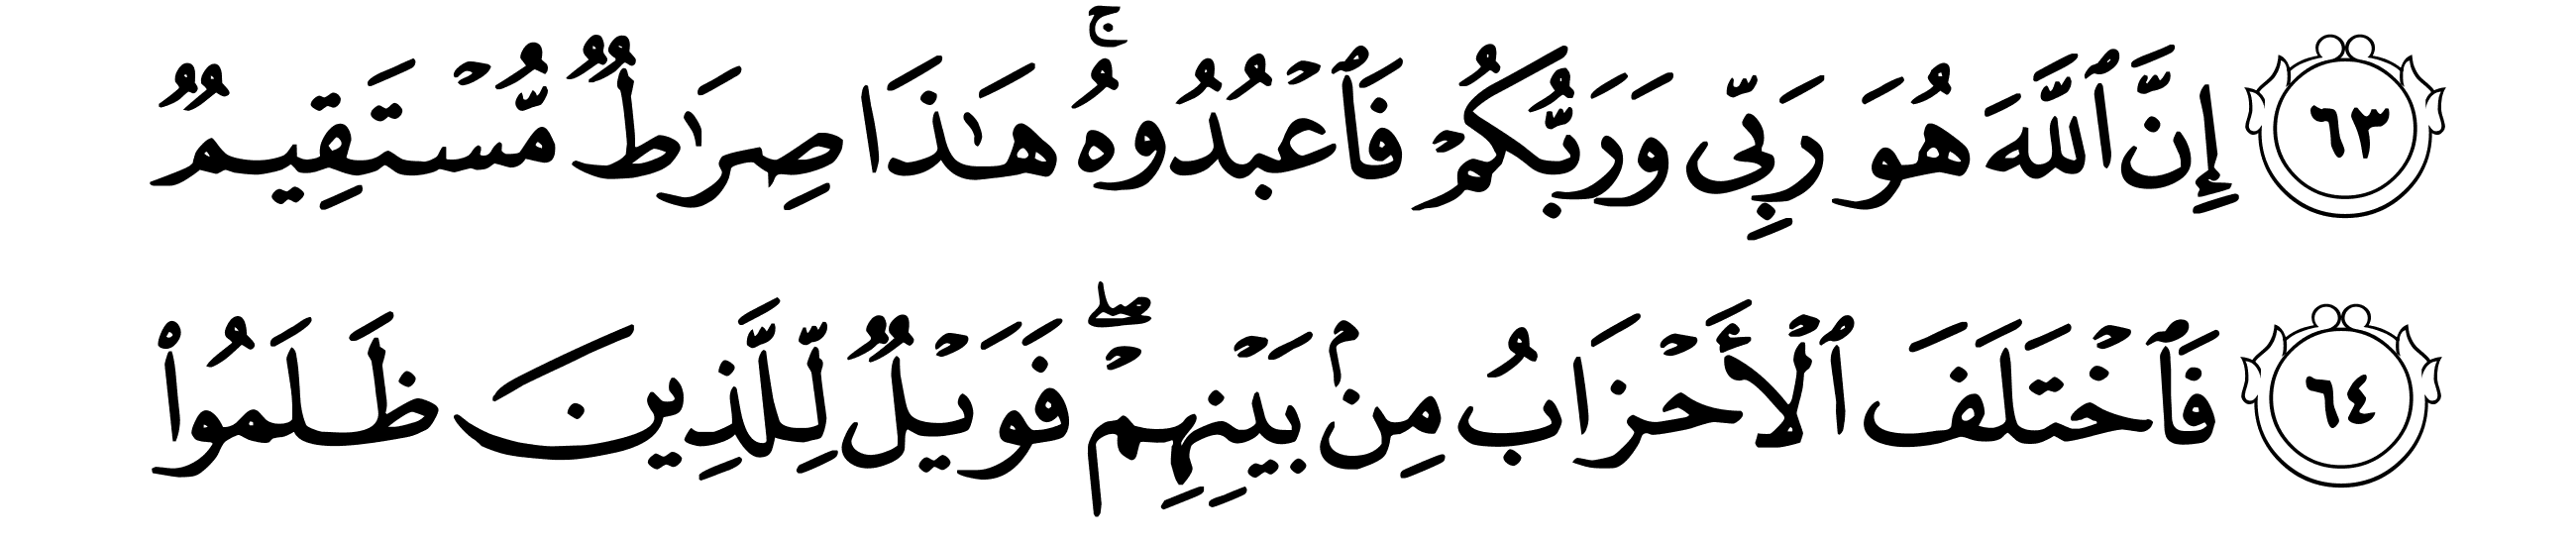 ٦٣ إِنَّ ٱللَّهَ هُوَ رَبِّى وَرَبُّكُمْ فَٱعْبُدُوهُ ۚ هَـٰذَا صِرَٰطٌ مُّسْتَقِيمٌ
٦٤ فَٱخْتَلَفَ ٱلْأَحْزَابُ مِنۢ بَيْنِهِمْ ۖ فَوَيْلٌ لِّلَّذِينَ ظَلَمُوا۟